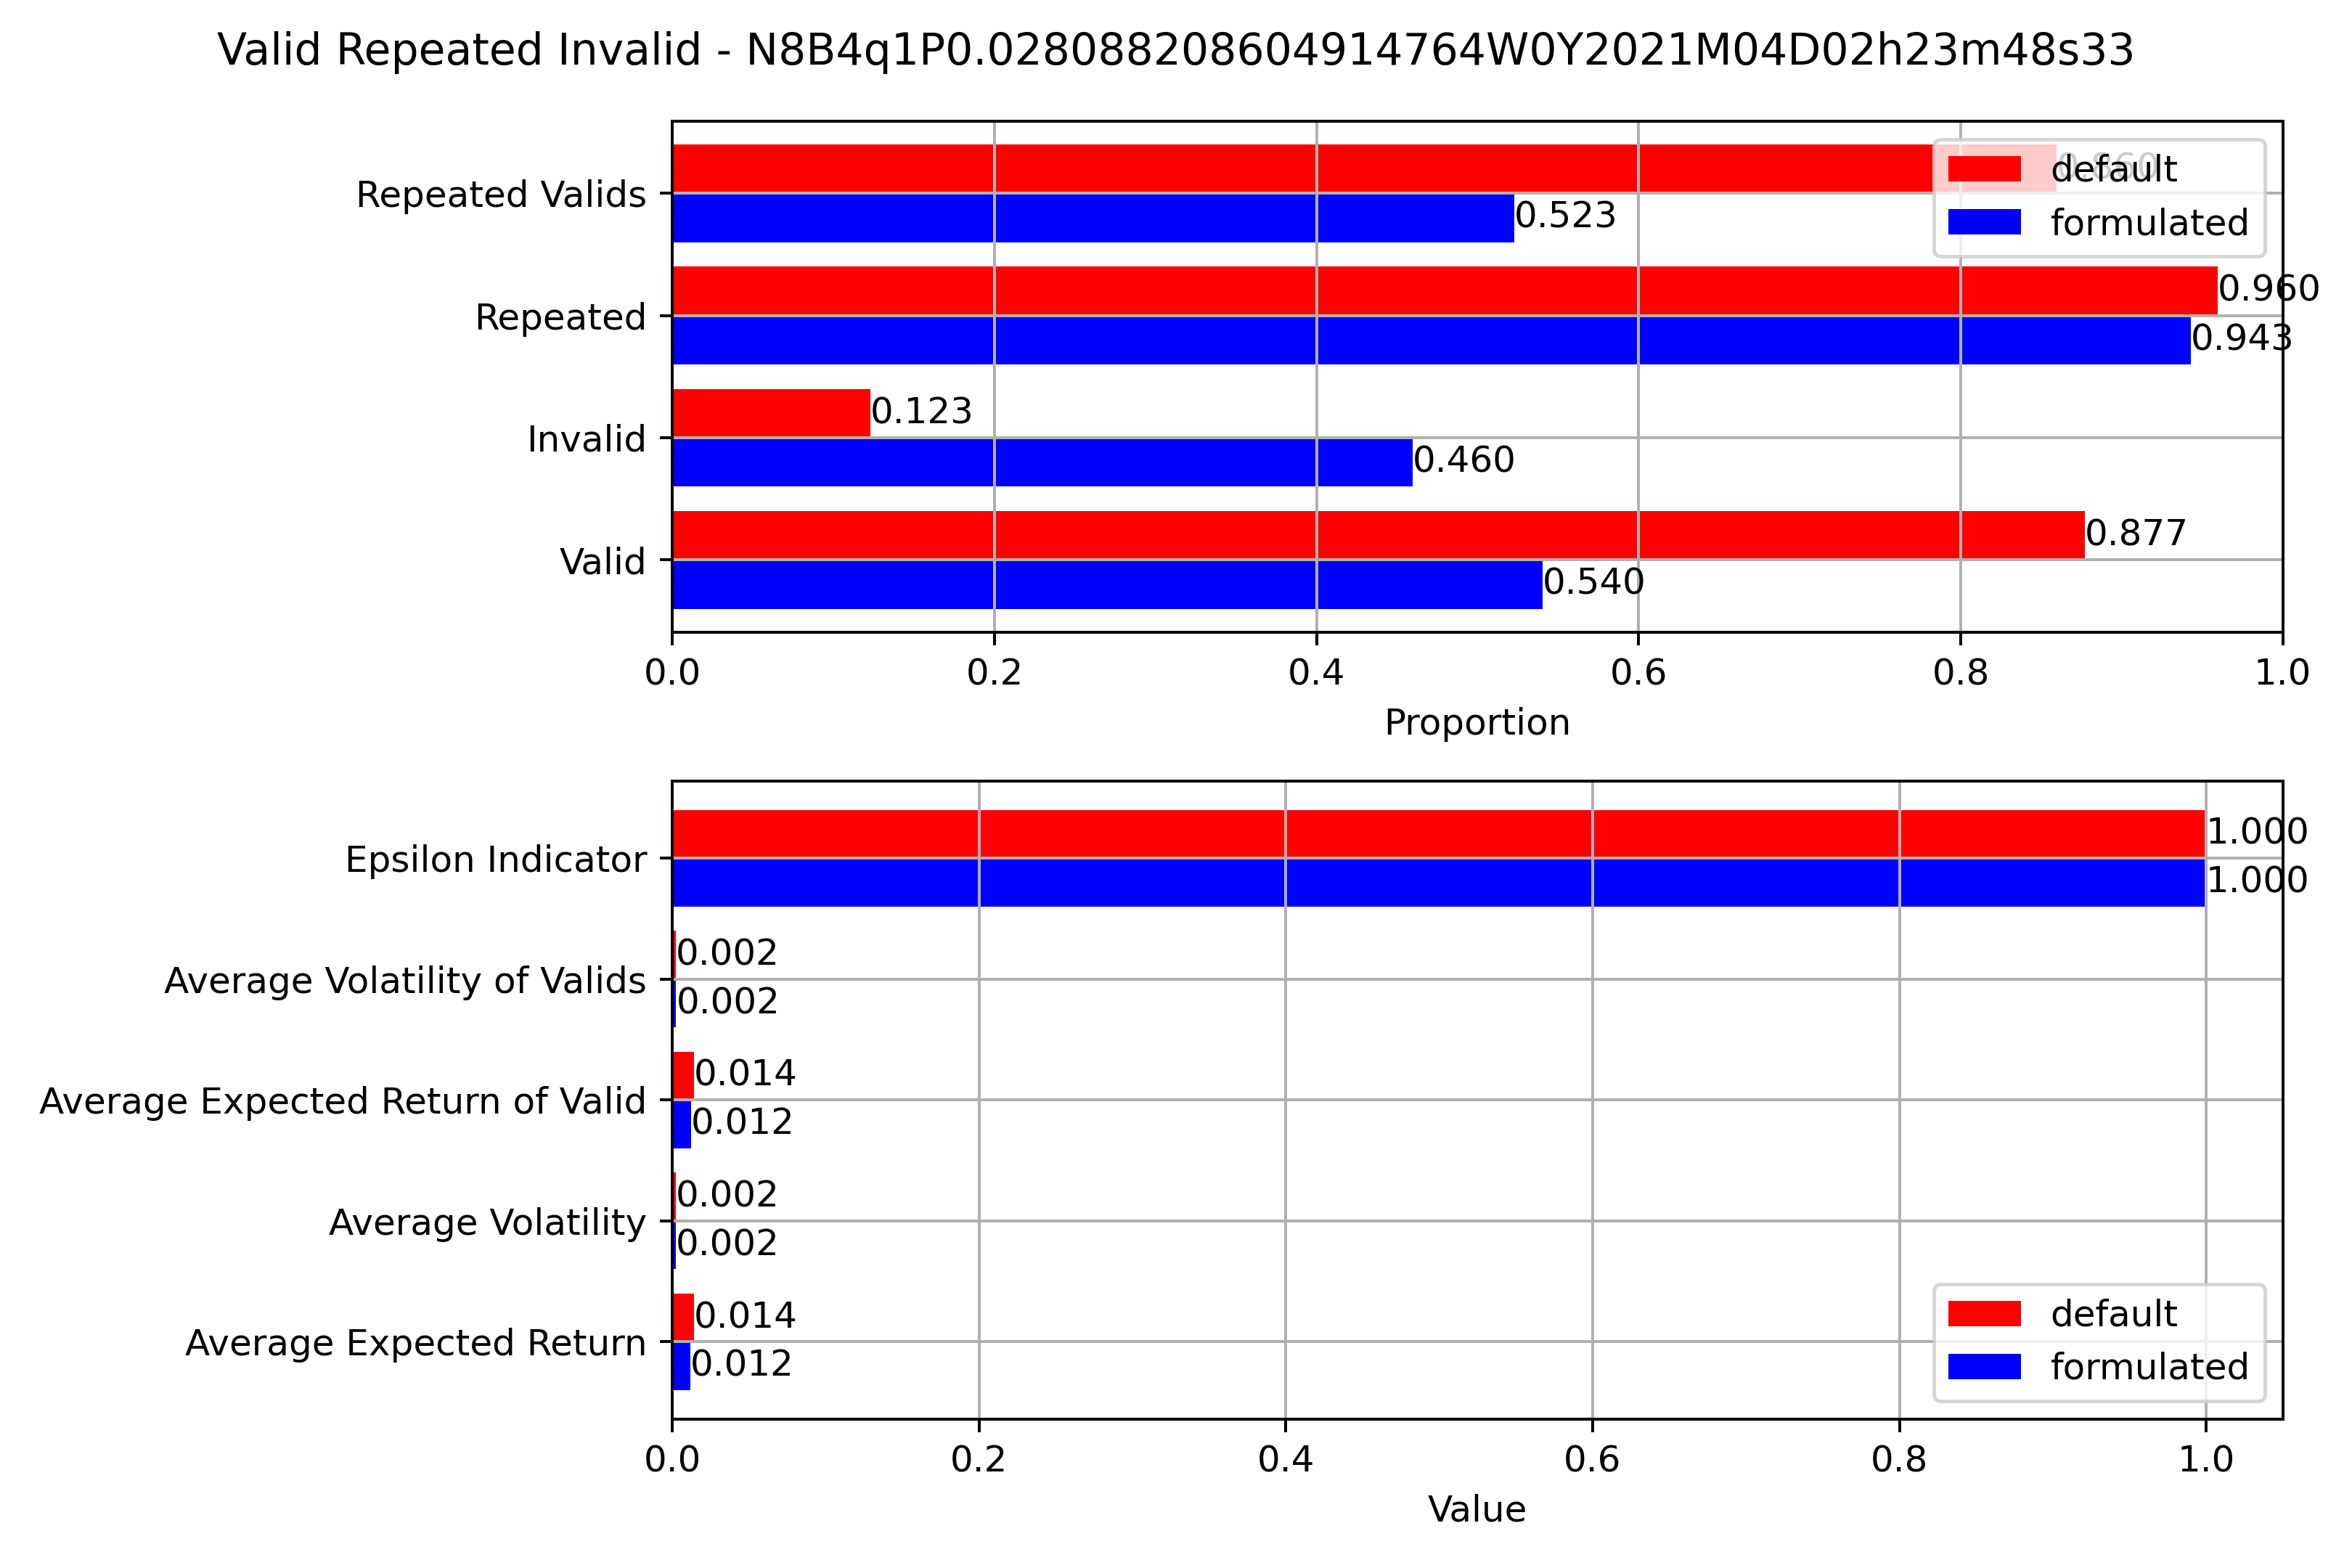 Valid Repeated Invalid - N8B4q1P0.028088208604914764W0Y2021M04D02h23m48s33
Repeated Valids
0.860
default
0.523
formulated
Repeated
0.960
0.943
Invalid
0.123
0.460
Valid
0.877
0.540
0.0 0.2 0.4 0.6 0.8 1.0
Proportion
Epsilon Indicator
1.000
1.000
Average Volatility of Valids
0.002
0.002
Average Expected Return of Valid
0.014
0.012
Average Volatility
0.002
0.002
Average Expected Return
0.014
0.012
default
formulated
0.0 0.2 0.4 0.6 0.8 1.0
Value